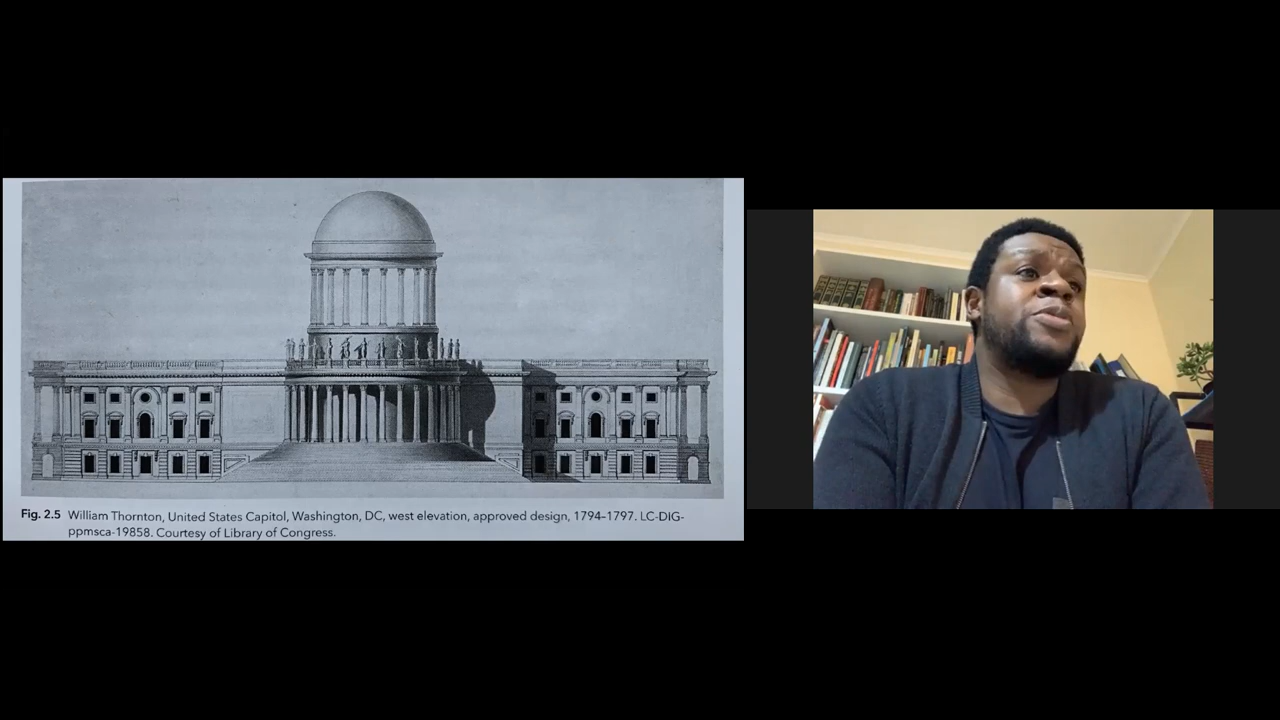 Fig. 2.5 William Thornton, United States Capitol, Washington, DC, west elevation, approved design, 1794–1797. LC-DIG-
ppmsca-19858. Courtesy of Library of Congress.